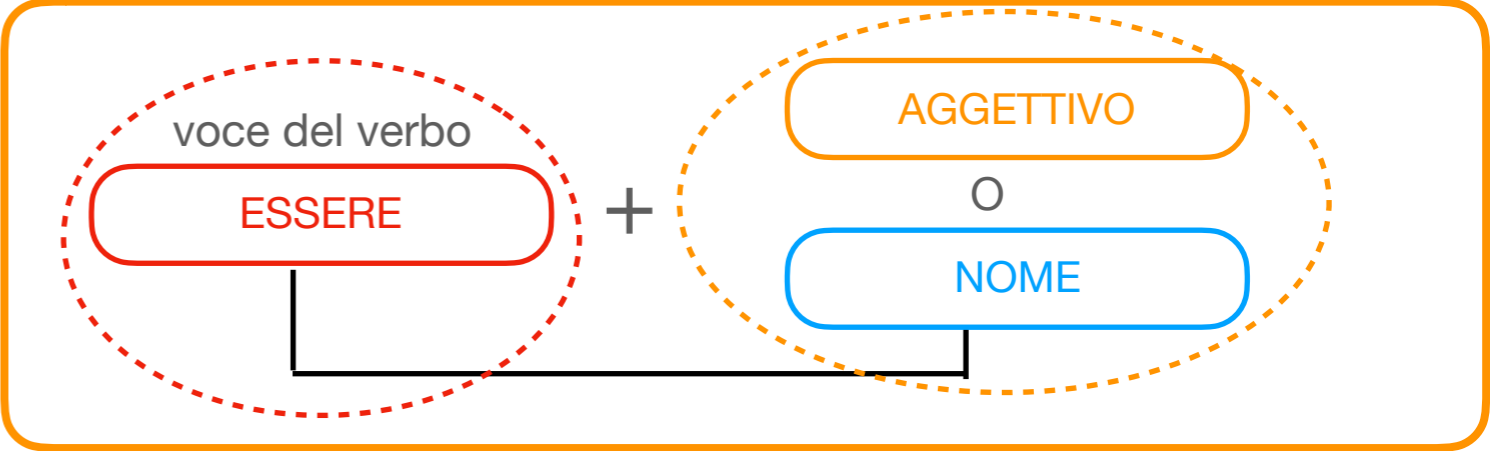 voce del verbo
ESSERE
+
AGGETTIVO
O
NOME